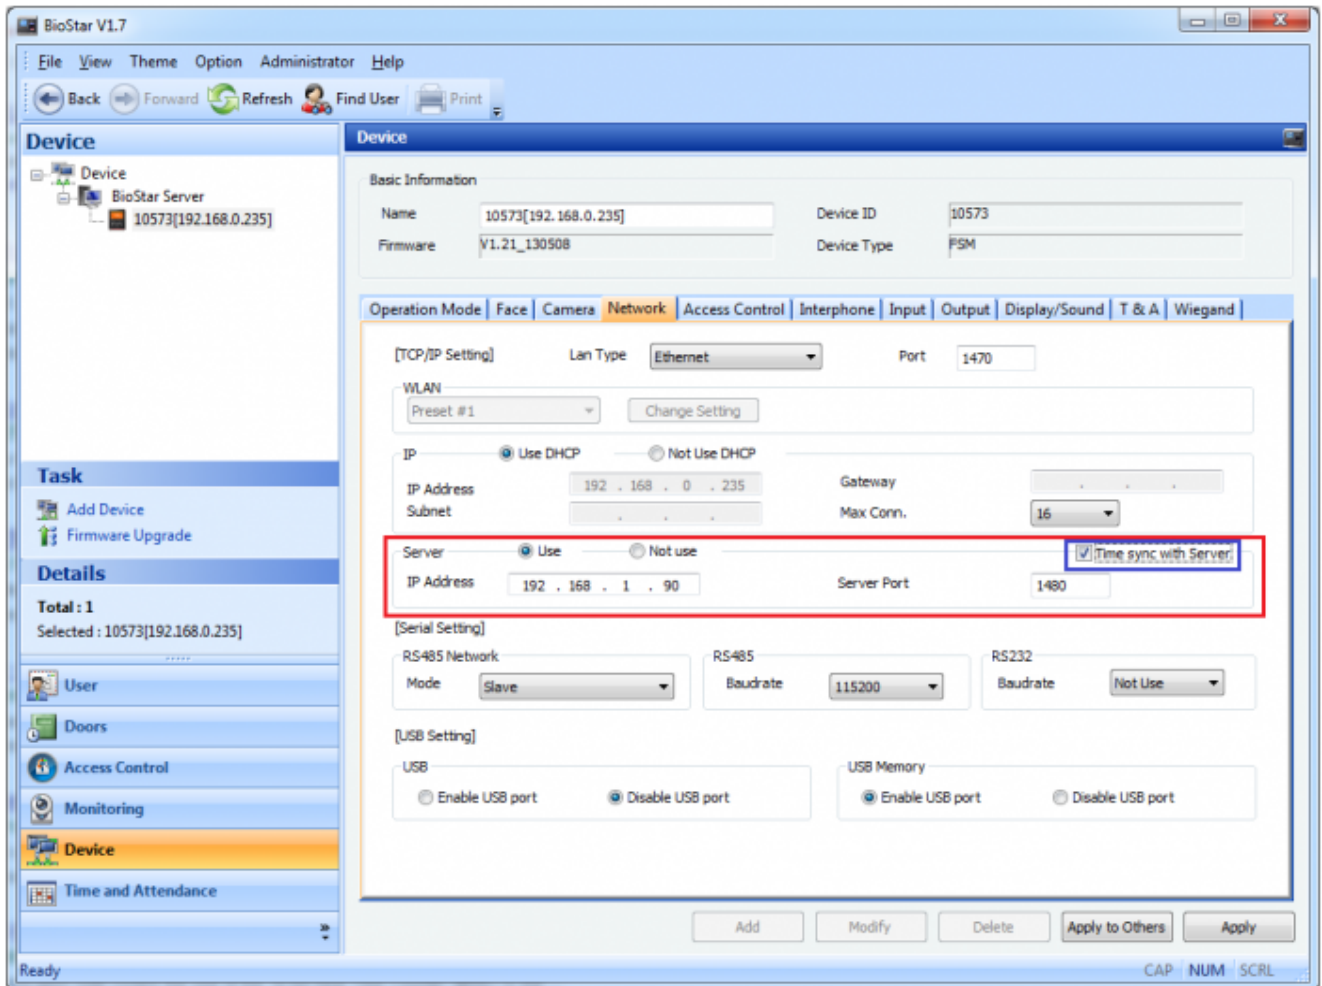 BioStar V1.7
File View Theme Option Administrator Help
Back Forward Refresh Find User Print
Device
Device
BioStar Server
10573[192.168.0.235]
Task
Add Device
Firmware Upgrade
Details
Total : 1
Selected : 10573[192.168.0.235]
User
Doors
Access Control
Monitoring
Device
Time and Attendance
Device
Basic Information
Name 10573[192.168.0.235] Device ID 10573
Firmware V1.21_130508 Device Type FSM
Operation Mode Face Camera Network Access Control Interphone Input Output Display/Sound T & A Wiegand
[TCP/IP Setting] Lan Type Ethernet Port 1470
WLAN
Preset #1 Change Setting
IP Use DHCP Not Use DHCP
IP Address 192 . 168 . 0 . 235 Gateway . . .
Subnet . . . Max Conn. 16
Server Use Not use Time sync with Server
IP Address 192 . 168 . 1 . 90 Server Port 1480
[Serial Setting]
RS485 Network RS485 RS232
Mode Slave Baudrate 115200 Baudrate Not Use
[USB Setting]
USB USB Memory
Enable USB port Disable USB port Enable USB port Disable USB port
Add Modify Delete Apply to Others Apply
Ready CAP NUM SCRL